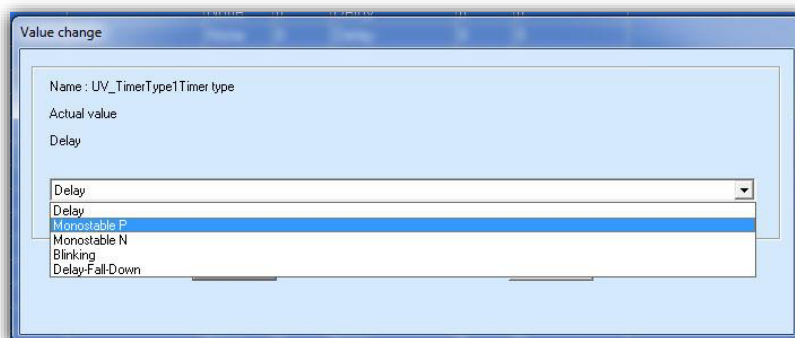 Value change
Name : UV_TimerType1Timer type
Actual value
Delay
Delay
Delay
Monostable P
Monostable N
Blinking
Delay-Fall-Down